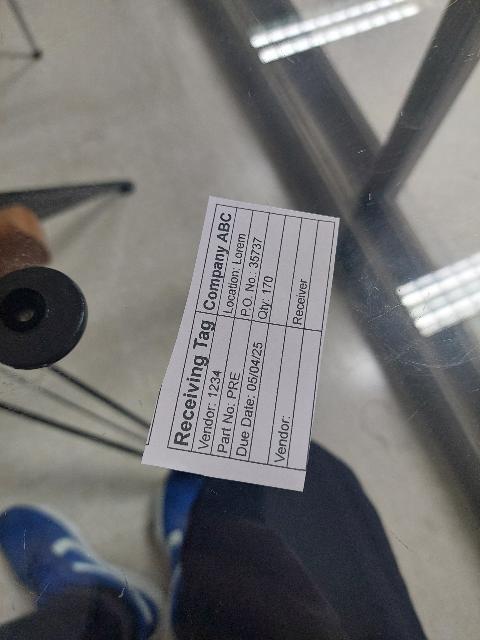 Receiving Tag Company ABC
Vendor: 1234 Location: Lorem
Part No: PRE P.O. No.: 35737
Due Date: 05/04/25 Qty: 170
Vendor: Receiver